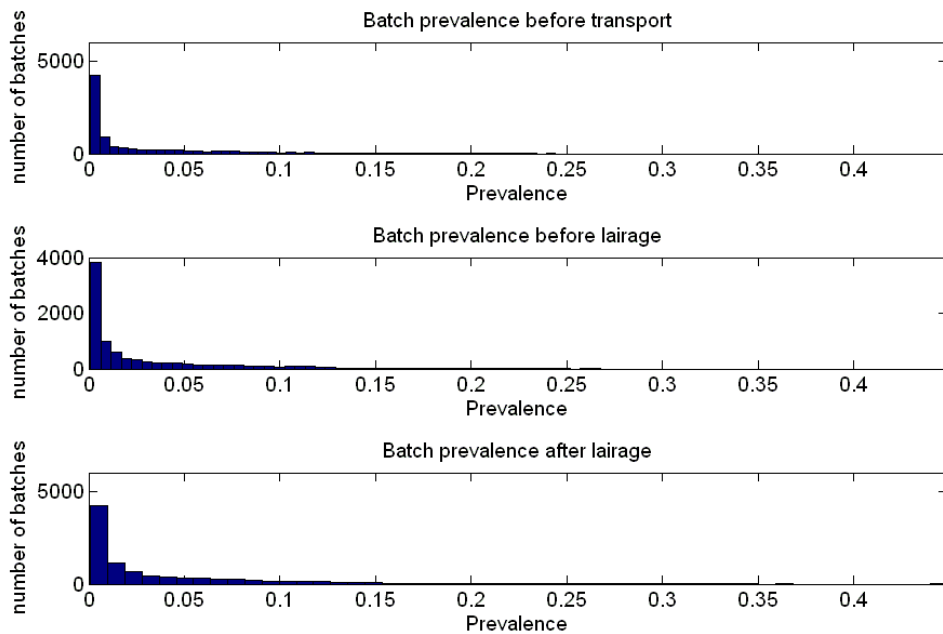 Batch prevalence before transport
number of batches
5000
0
0 0.05 0.1 0.15 0.2 0.25 0.3 0.35 0.4
Prevalence
Batch prevalence before lairage
number of batches
4000
2000
0
0 0.05 0.1 0.15 0.2 0.25 0.3 0.35 0.4
Prevalence
Batch prevalence after lairage
number of batches
5000
0
0 0.05 0.1 0.15 0.2 0.25 0.3 0.35 0.4
Prevalence